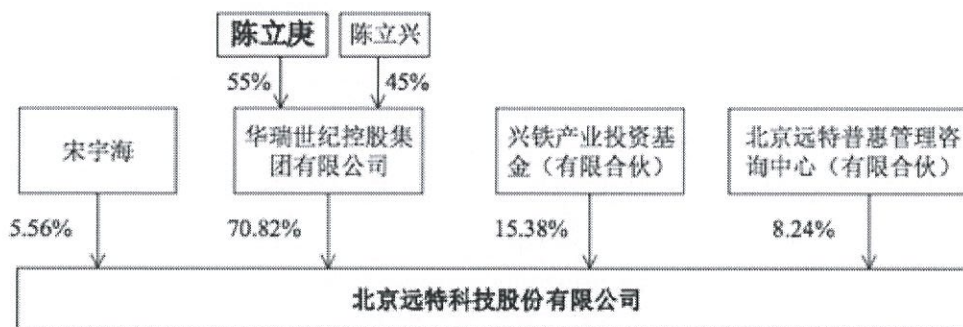 陈立庚
陈立兴
55%
45%
宋宇海
华瑞世纪控股集
团有限公司
兴铁产业投资基
金（有限合伙）
北京远特普惠管理咨
询中心（有限合伙）
5.56%
70.82%
15.38%
8.24%
北京远特科技股份有限公司